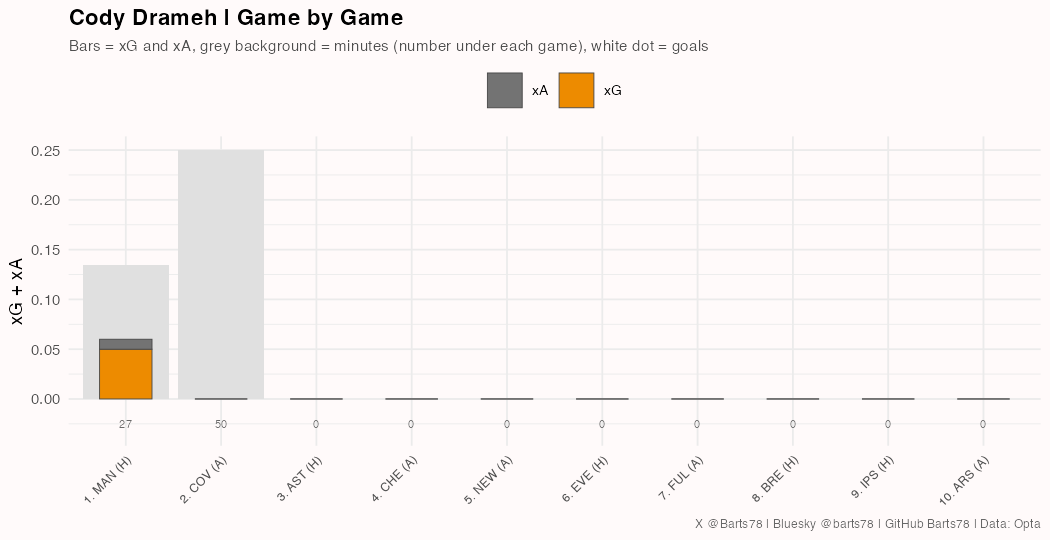 Cody Drameh | Game by Game
Bars = xG and xA, grey background = minutes (number under each game), white dot = goals
xA xG
xG + xA
0.25
0.20
0.15
0.10
0.05
0.00
27 50 0 0 0 0 0 0 0 0
1. MAN (H) 2. COV (A) 3. AST (H) 4. CHE (A) 5. NEW (A) 6. EVE (H) 7. FUL (A) 8. BRE (H) 9. IPS (H) 10. ARS (A)
X @Barts78 | Bluesky @barts78 | GitHub Barts78 | Data: Opta